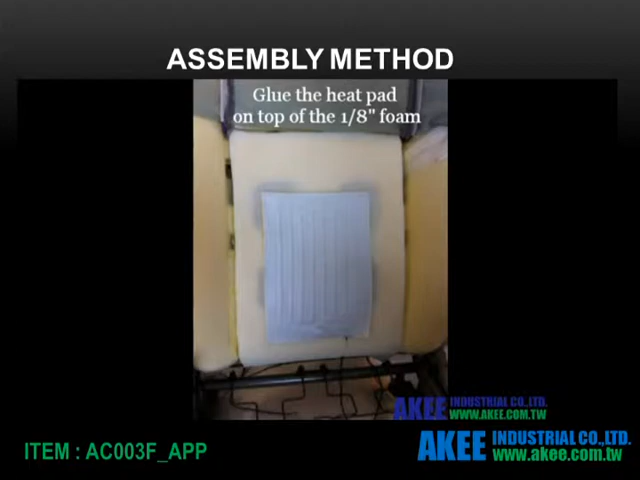 ASSEMBLY METHOD
Glue the heat pad
on top of the 1/8" foam
AKEE INDUSTRIAL CO.,LTD.
WWW.AKEE.COM.TW
ITEM : AC003F_APP
AKEE INDUSTRIAL CO.,LTD.
www.akee.com.tw